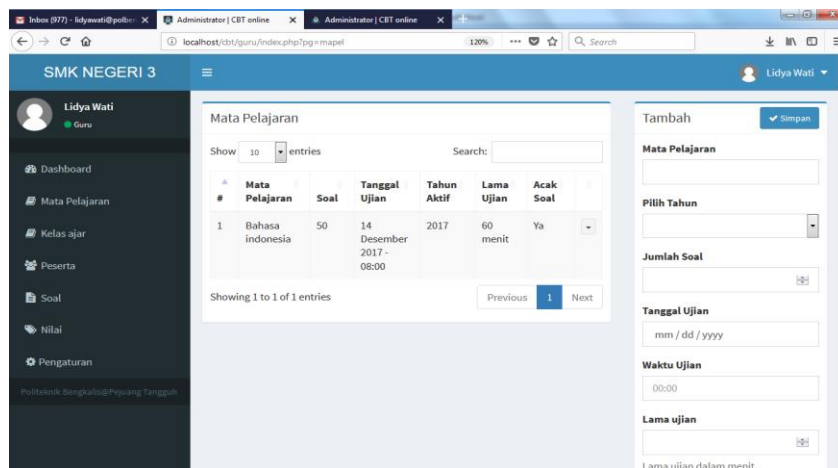 Inbox (977) - lidyawati@polber
Administrator | CBT online
Administrator | CBT online
localhost/cbt/guru/index.php?pg=mapel
120%
Search
SMK NEGERI 3
Lidya Wati
Lidya Wati
Guru
Dashboard
Mata Pelajaran
Kelas ajar
Peserta
Soal
Nilai
Pengaturan
Politeknik Bengkalis@Pejuang Tangguh
Mata Pelajaran
Show 10 entries
Search:
# Mata Pelajaran Soal Tanggal Ujian Tahun Aktif Lama Ujian Acak Soal
1 Bahasa indonesia 50 14 Desember 2017 - 08:00 2017 60 menit Ya
Showing 1 to 1 of 1 entries
Previous 1 Next
Tambah
Simpan
Mata Pelajaran
Pilih Tahun
Jumlah Soal
Tanggal Ujian
mm / dd / yyyy
Waktu Ujian
00:00
Lama ujian
Lama ujian dalam menit